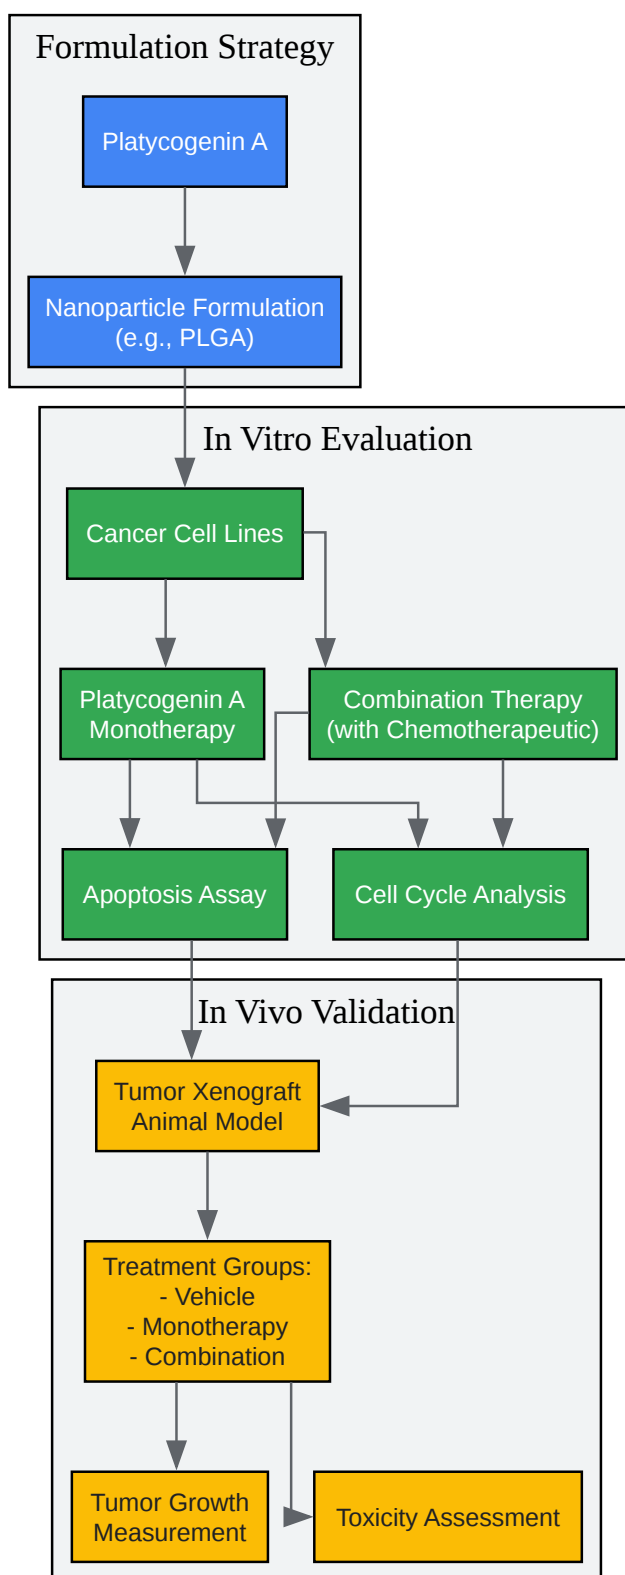 Formulation Strategy
Platycogenin A
Nanoparticle Formulation
(e.g., PLGA)
In Vitro Evaluation
Cancer Cell Lines
Platycogenin A
Monotherapy
Combination Therapy
(with Chemotherapeutic)
Apoptosis Assay
Cell Cycle Analysis
In Vivo Validation
Tumor Xenograft
Animal Model
Treatment Groups:
- Vehicle
- Monotherapy
- Combination
Tumor Growth
Measurement
Toxicity Assessment